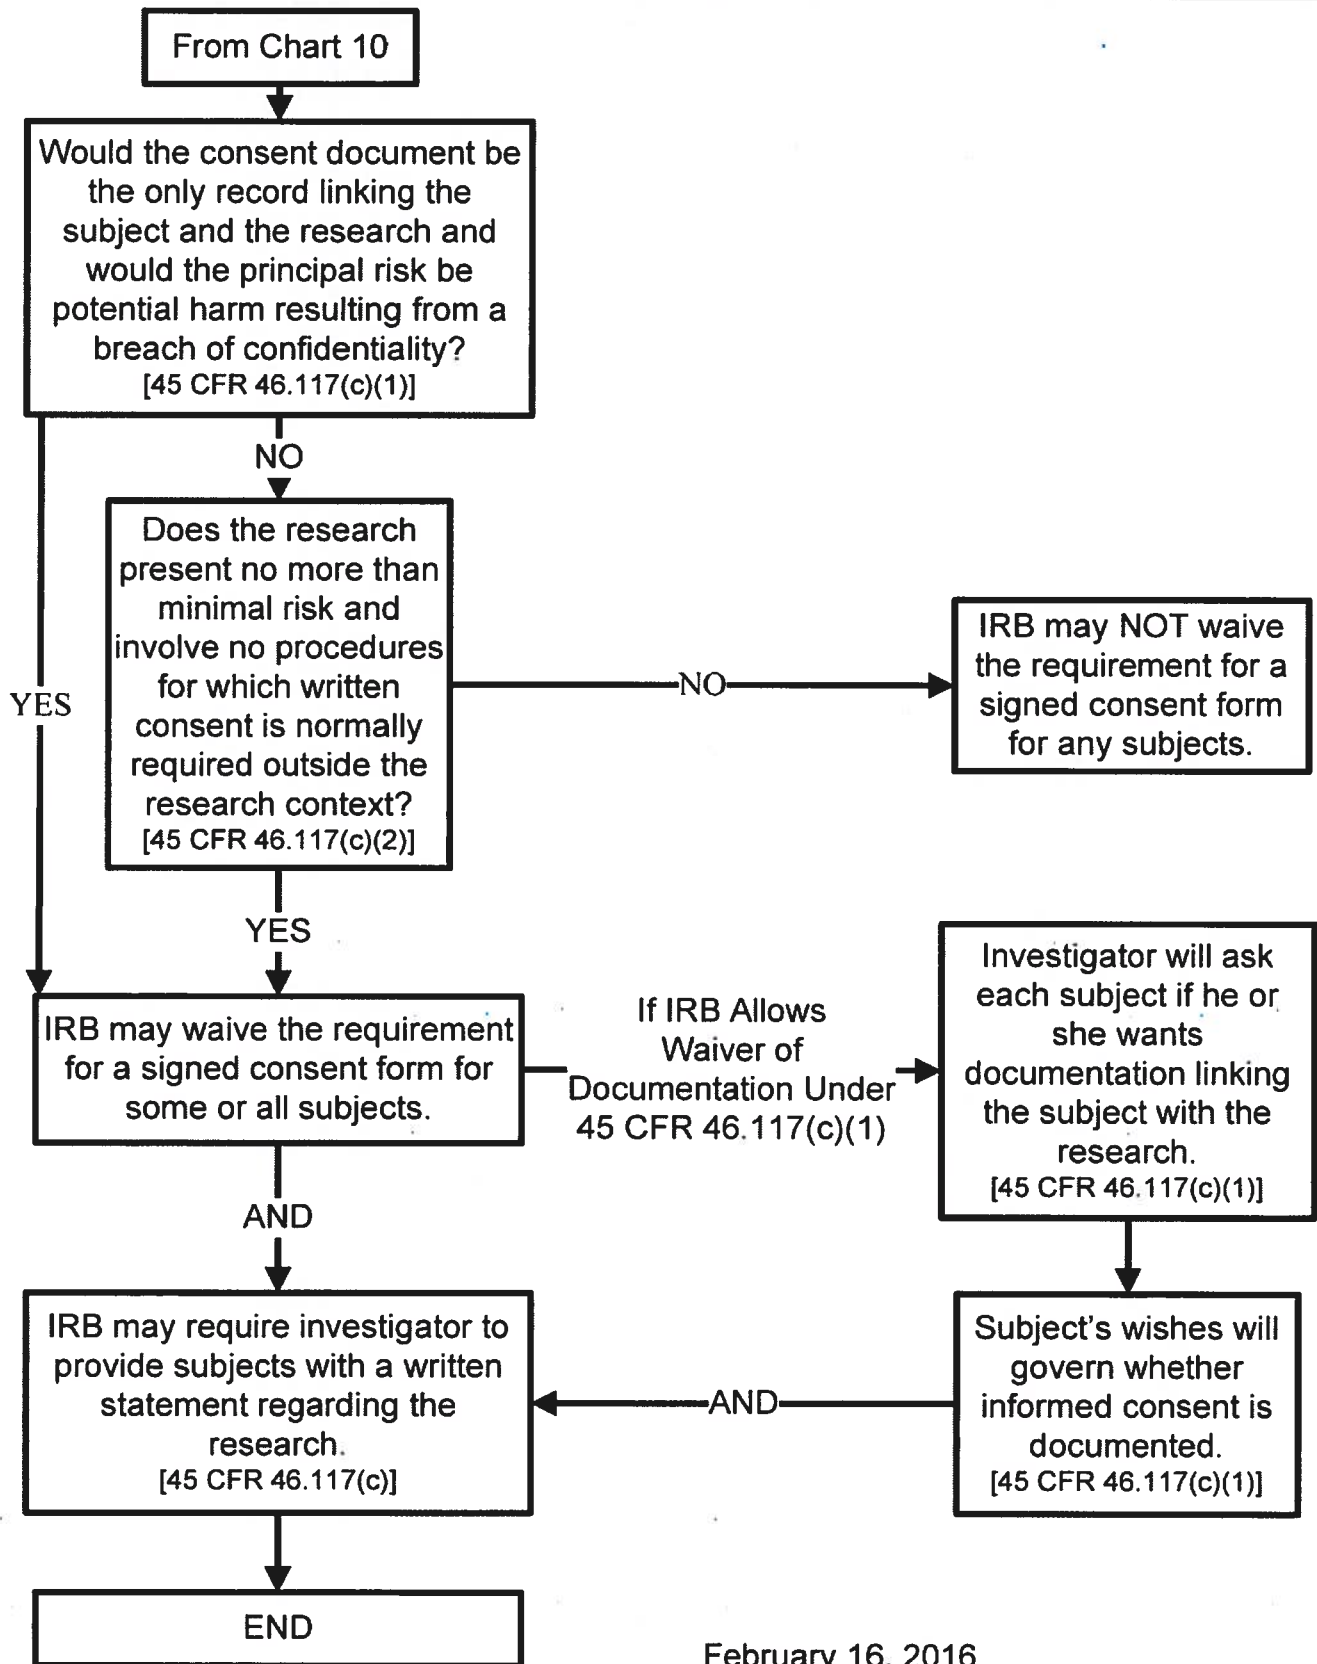 From Chart 10
Would the consent document be
the only record linking the
subject and the research and
would the principal risk be
potential harm resulting from a
breach of confidentiality?
[45 CFR 46.117(c)(1)]
NO
Does the research
present no more than
minimal risk and
involve no procedures
for which written
consent is normally
required outside the
research context?
[45 CFR 46.117(c)(2)]
NO
IRB may NOT waive
the requirement for a
signed consent form
for any subjects.
YES
YES
IRB may waive the requirement
for a signed consent form for
some or all subjects.
If IRB Allows
Waiver of
Documentation Under
45 CFR 46.117(c)(1)
Investigator will ask
each subject if he or
she wants
documentation linking
the subject with the
research.
[45 CFR 46.117(c)(1)]
AND
IRB may require investigator to
provide subjects with a written
statement regarding the
research.
[45 CFR 46.117(c)]
AND
Subject's wishes will
govern whether
informed consent is
documented.
[45 CFR 46.117(c)(1)]
END
February 16, 2016